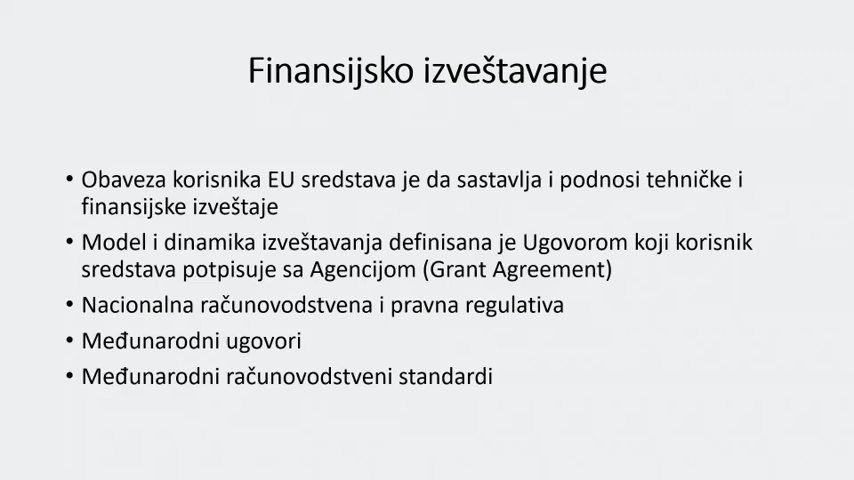 Finansijsko izveštavanje
• Obaveza korisnika EU sredstava je da sastavlja i podnosi tehničke i
finansijske izveštaje
• Model i dinamika izveštavanja definisana je Ugovorom koji korisnik
sredstava potpisuje sa Agencijom (Grant Agreement)
• Nacionalna računovodstvena i pravna regulativa
• Međunarodni ugovori
• Međunarodni računovodstveni standardi